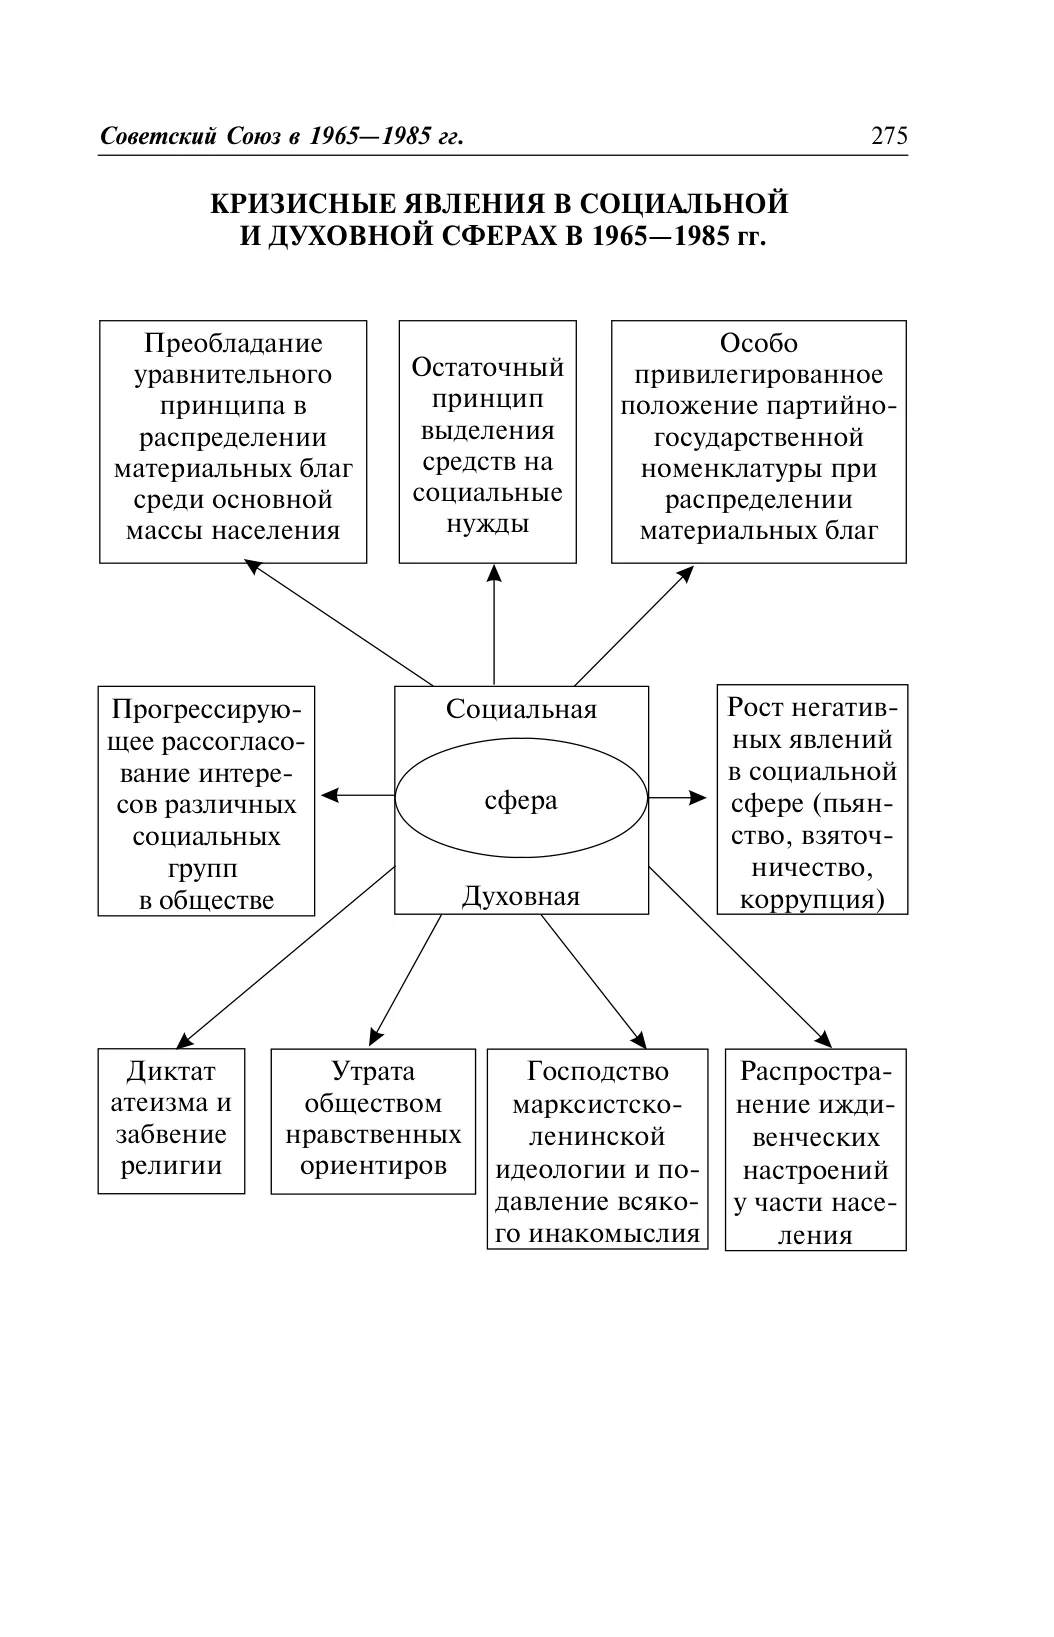 Советский Союз в 1965—1985 гг.
275
КРИЗИСНЫЕ ЯВЛЕНИЯ В СОЦИАЛЬНОЙ
И ДУХОВНОЙ СФЕРАХ В 1965—1985 гг.
Преобладание
уравнительного
принципа в
распределении
материальных благ
среди основной
массы населения
Остаточный
принцип
выделения
средств на
социальные
нужды
Особо
привилегированное
положение партийно-
государственной
номенклатуры при
распределении
материальных благ
Прогрессирую-
щее рассогласо-
вание интере-
сов различных
социальных
групп
в обществе
Социальная
сфера
Духовная
Рост негатив-
ных явлений
в социальной
сфере (пьян-
ство, взяточ-
ничество,
коррупция)
Диктат
атеизма и
забвение
религии
Утрата
обществом
нравственных
ориентиров
Господство
марксистско-
ленинской
идеологии и по-
давление всяко-
го инакомыслия
Распростра-
нение ижди-
венческих
настроений
у части насе-
ления